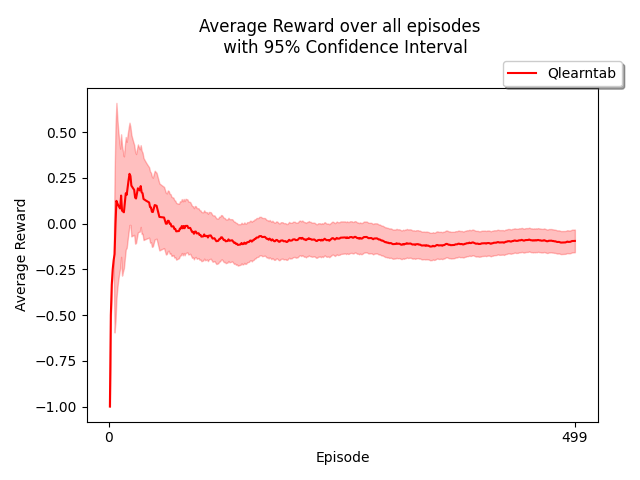 Average Reward over all episodes
with 95% Confidence Interval
Qlearntab
0.50
0.25
0.00
−0.25
−0.50
−0.75
−1.00
Average Reward
0
499
Episode